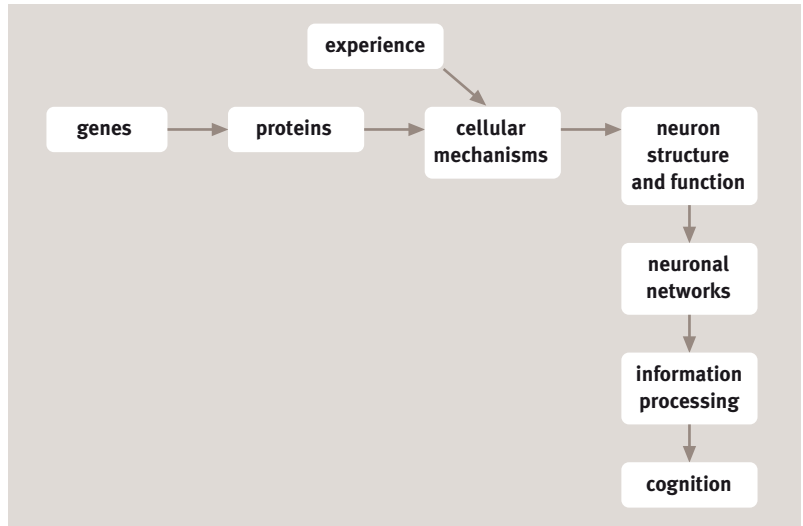 experience
genes
proteins
cellular
mechanisms
neuron
structure
and function
neuronal
networks
information
processing
cognition